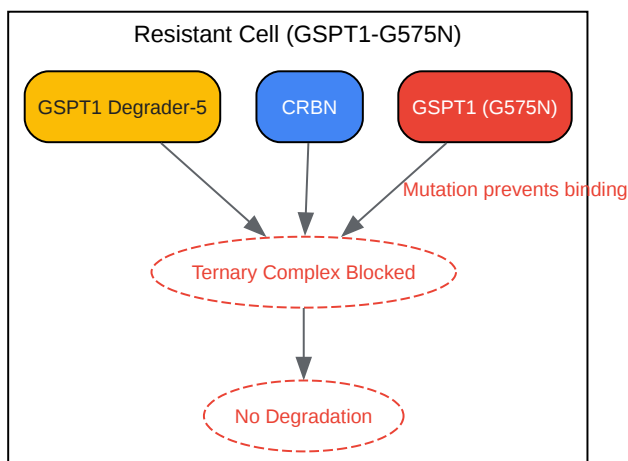 Resistant Cell (GSPT1-G575N)
GSPT1 Degrader-5
CRBN
GSPT1 (G575N)
Mutation prevents binding
Ternary Complex Blocked
No Degradation